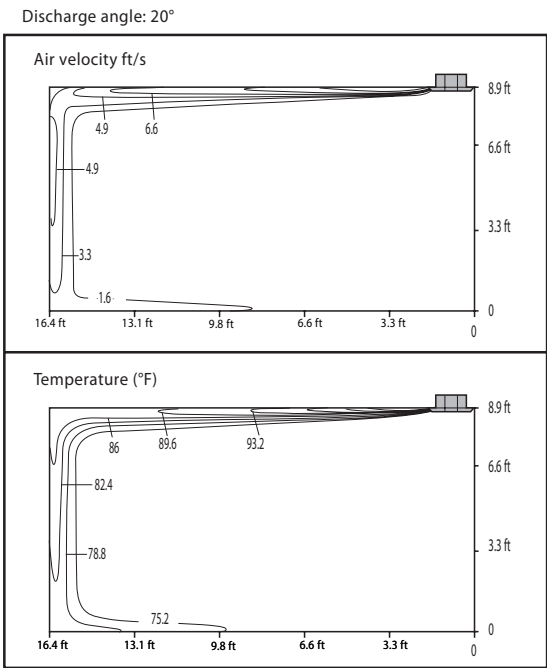 Discharge angle: 20°
Air velocity ft/s
8.9 ft
4.9
6.6
6.6 ft
4.9
3.3 ft
3.3
1.6
0
16.4 ft
13.1 ft
9.8 ft
6.6 ft
3.3 ft
0
Temperature (°F)
8.9 ft
86
89.6
93.2
6.6 ft
82.4
3.3 ft
78.8
75.2
0
16.4 ft
13.1 ft
9.8 ft
6.6 ft
3.3 ft
0